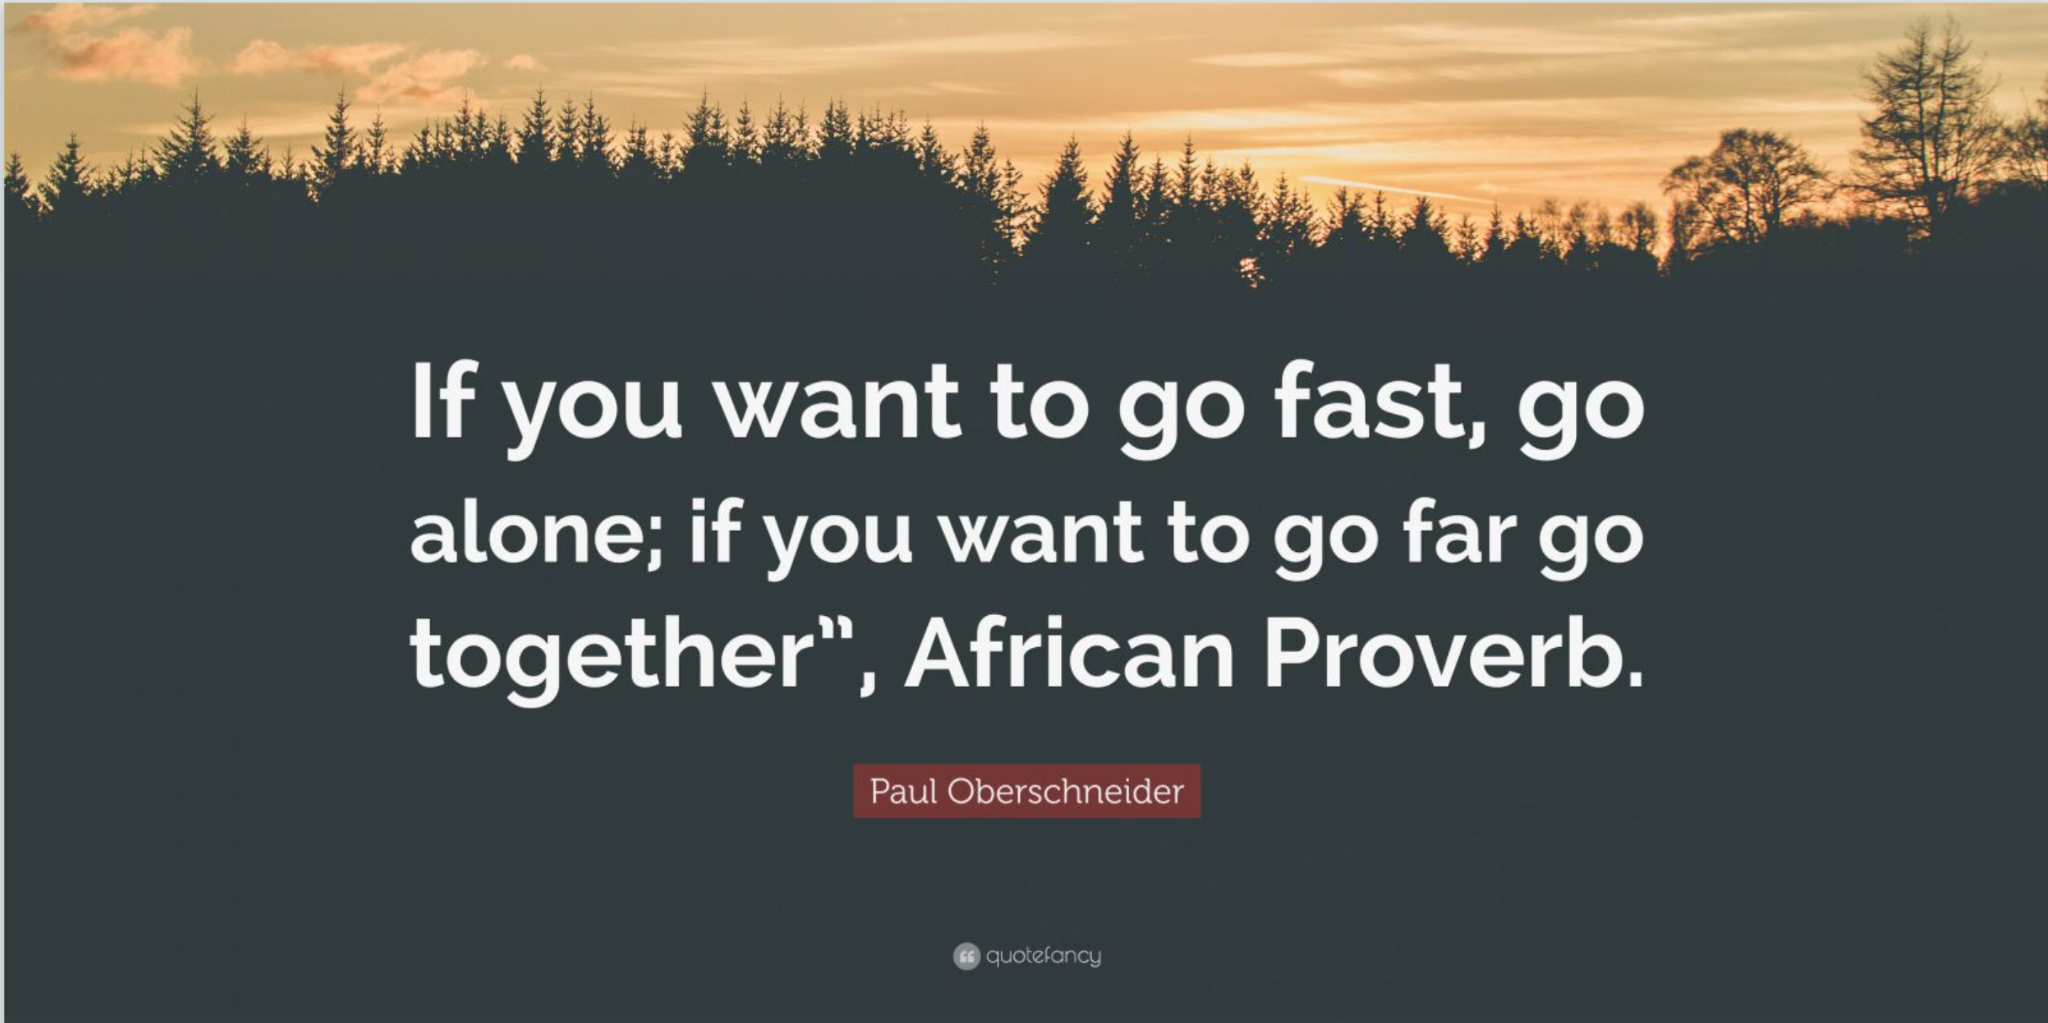 If you want to go fast, go
alone; if you want to go far go
together”, African Proverb.
Paul Oberschneider
quotefancy